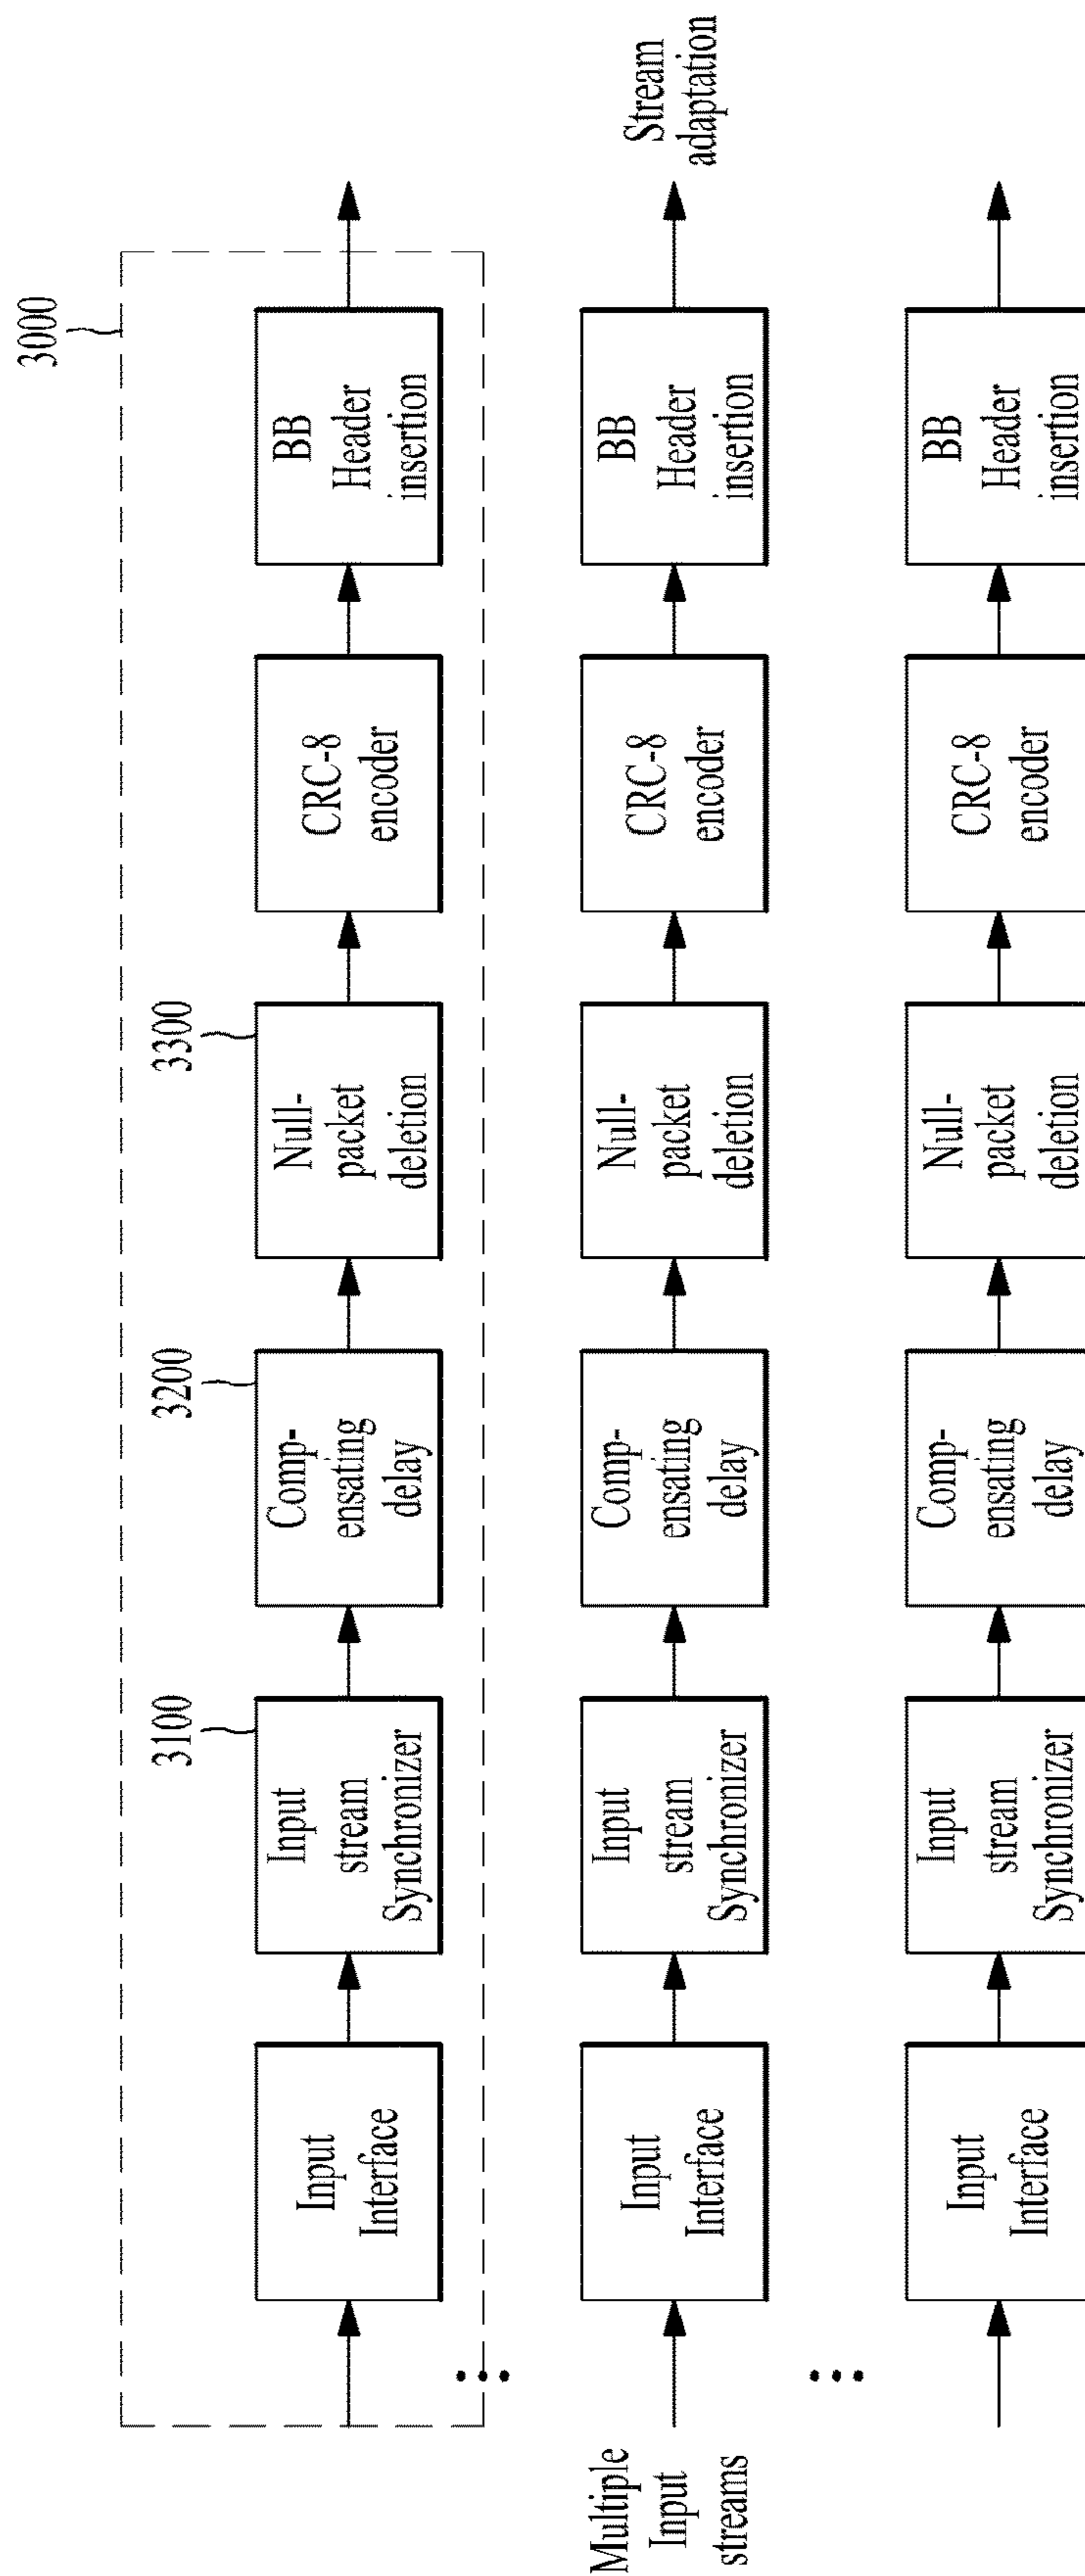 3000
3100
3200
3300
Input
Interface
Input
stream
Synchronizer
Comp-
ensating
delay
Null-
packet
deletion
CRC-8
encoder
BB
Header
insertion
Multiple
Input
streams
Input
Interface
Input
stream
Synchronizer
Comp-
ensating
delay
Null-
packet
deletion
CRC-8
encoder
BB
Header
insertion
Stream
adaptation
Input
Interface
Input
stream
Synchronizer
Comp-
ensating
delay
Null-
packet
deletion
CRC-8
encoder
BB
Header
insertion